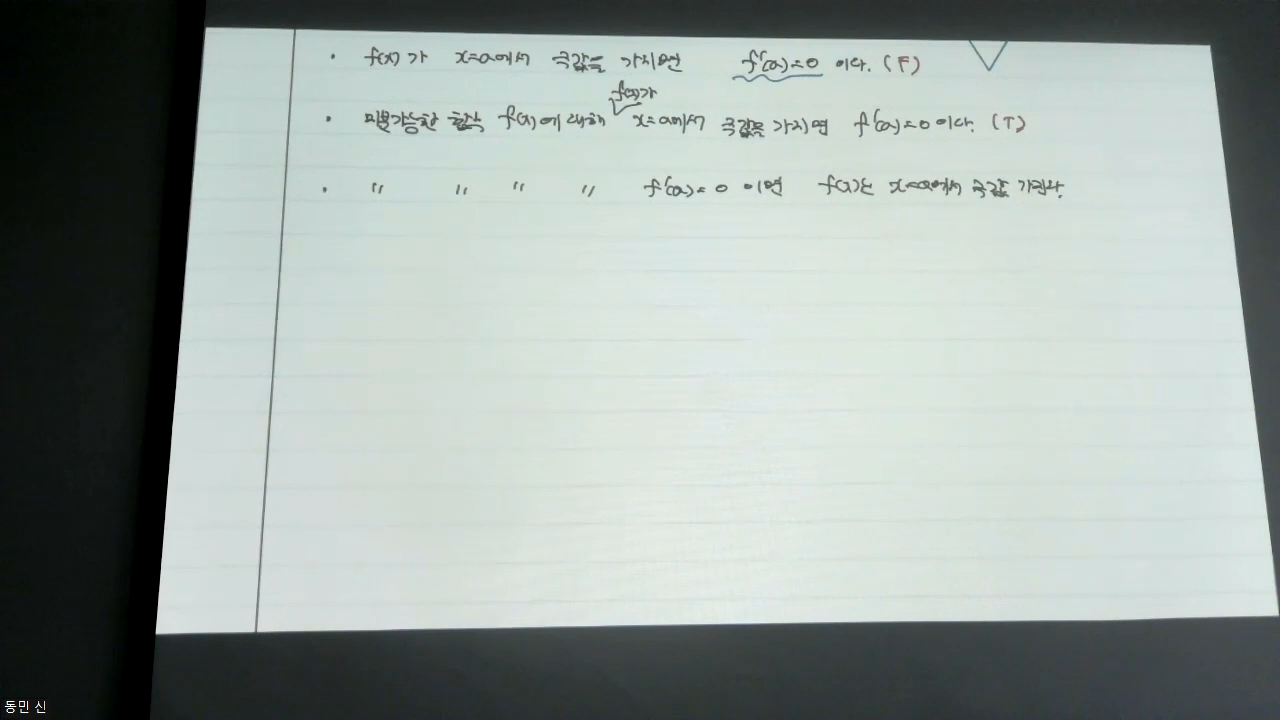 · f(x)가 x=a에서 극값을 가지면 f'(a)=0 이다. (F)
f(x)가
· 미분가능한 함수 f(x)에 대해 x=a에서 극값을 가지면 f'(a)=0 이다. (T)
· 〃 〃 〃 〃 f'(a)=0 이면 f(x)는 x=a에서 극값 가진다.
동민 신